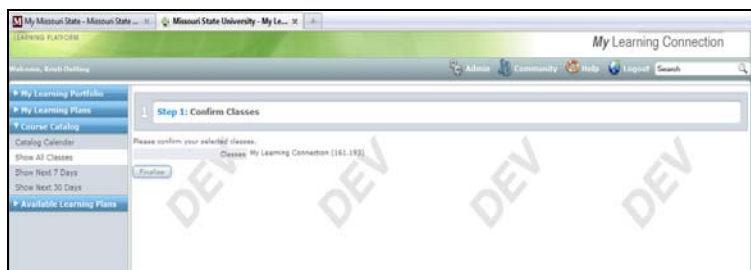 My Missouri State - Missouri State ...
Missouri State University - My Le...
LEARNING PLATFORM
My Learning Connection
Welcome, Kristi Oetting
Admin Community Help Logout Search
My Learning Portfolio
My Learning Plans
Course Catalog
Catalog Calendar
Show All Classes
Show Next 7 Days
Show Next 30 Days
Available Learning Plans
1 Step 1: Confirm Classes
Please confirm your selected classes.
Classes My Learning Connection (161.193)
Finalize
DEV DEV DEV DEV